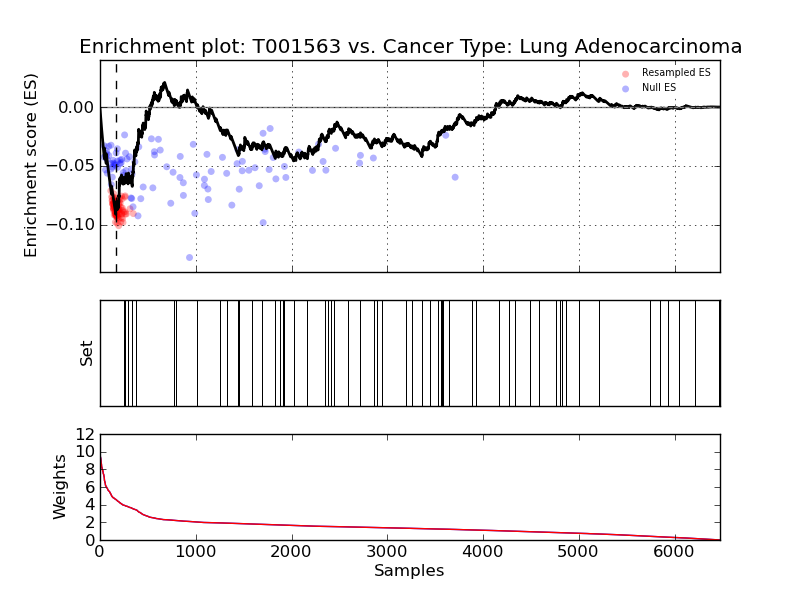 Enrichment plot: T001563 vs. Cancer Type: Lung Adenocarcinoma
Enrichment score (ES)
0.00
−0.05
−0.10
Resampled ES
Null ES
Set
Weights
12
10
8
6
4
2
0
0 1000 2000 3000 4000 5000 6000
Samples